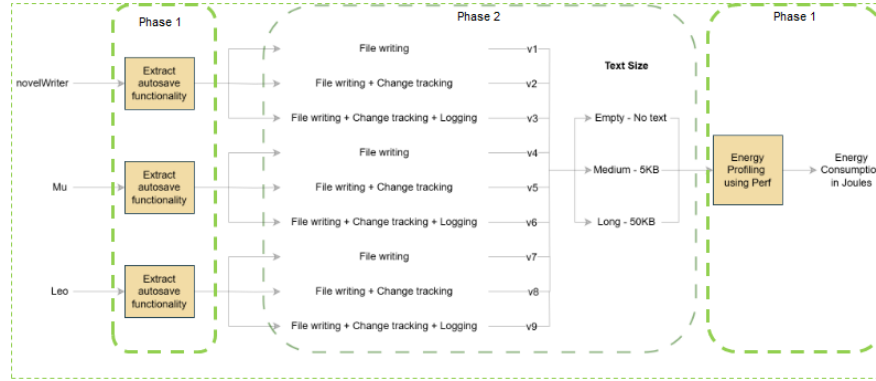 Phase 1
Phase 2
Phase 1
novelWriter
Extract
autosave
functionality
File writing
v1
File writing + Change tracking
v2
File writing + Change tracking + Logging
v3
Mu
Extract
autosave
functionality
File writing
v4
File writing + Change tracking
v5
File writing + Change tracking + Logging
v6
Leo
Extract
autosave
functionality
File writing
v7
File writing + Change tracking
v8
File writing + Change tracking + Logging
v9
Text Size
Empty - No text
Medium - 5KB
Long - 50KB
Energy
Profiling
using Perf
Energy
Consumption
in Joules